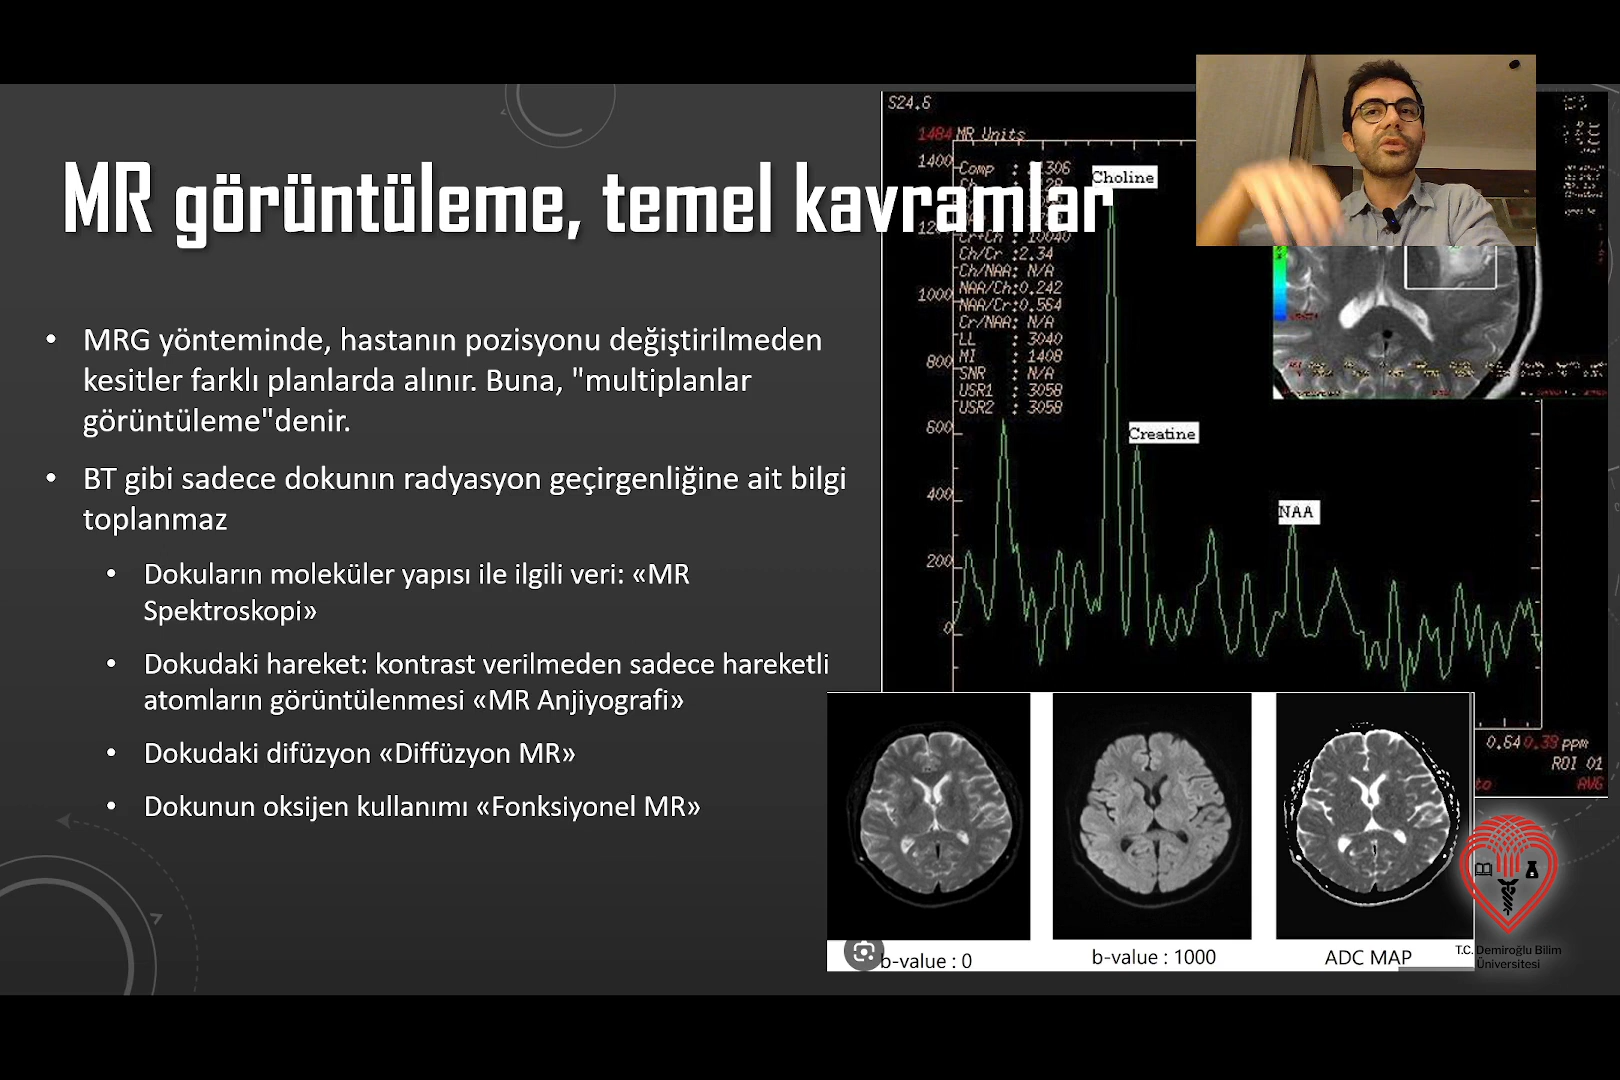 MR görüntüleme, temel kavramlar
• MRG yönteminde, hastanın pozisyonu değiştirilmeden
kesitler farklı planlarda alınır. Buna, "multiplanlar
görüntüleme"denir.
• BT gibi sadece dokunın radyasyon geçirgenliğine ait bilgi
toplanmaz
• Dokuların moleküler yapısı ile ilgili veri: «MR
Spektroskopi»
• Dokudaki hareket: kontrast verilmeden sadece hareketli
atomların görüntülenmesi «MR Anjiyografi»
• Dokudaki difüzyon «Diffüzyon MR»
• Dokunun oksijen kullanımı «Fonksiyonel MR»
S24.6
1484 MR Units
1400
1000
800
600
400
200
0
Comp :
Ch/Cr :2.34
Ch/NAA: N/A
NAA/Ch:0.242
NAA/Cr:0.564
Cr/NAA: N/A
LL : 3040
MI : 1408
SNR : N/A
USR1 : 3058
USR2 : 3058
Choline
Creatine
NAA
ppm
ROI 01
AVG
b-value : 0
b-value : 1000
ADC MAP
T.C. Demiroğlu Bilim
Üniversitesi